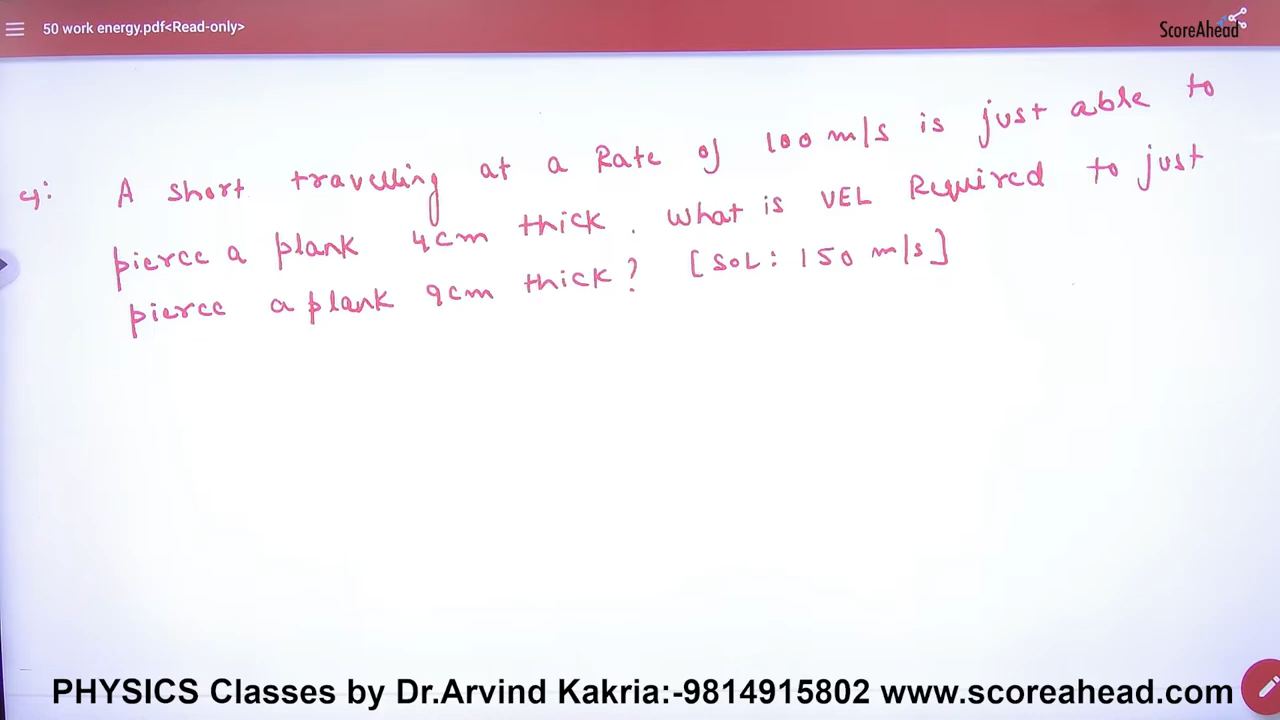 50 work energy.pdf<Read-only>
ScoreAhead
Q: A short travelling at a Rate of 100 m/s is just able to
pierce a plank 4cm thick. What is VEL Required to just
pierce a plank 9cm thick? [SOL: 150 m/s]
PHYSICS Classes by Dr.Arvind Kakria:-9814915802 www.scoreahead.com